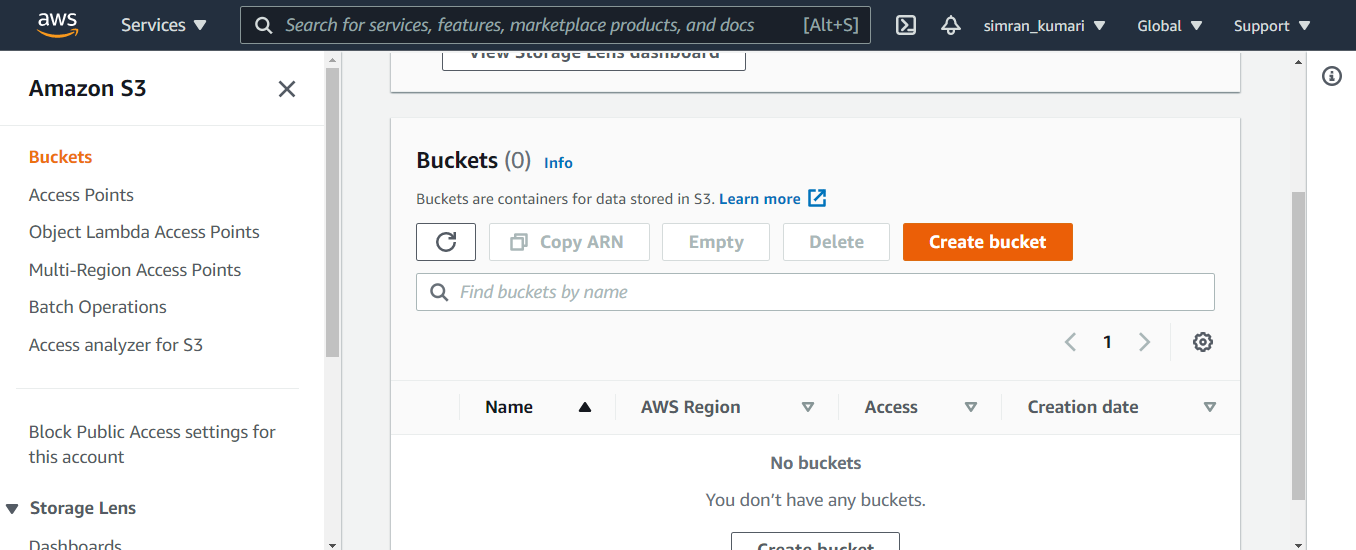 aws Services Search for services, features, marketplace products, and docs [Alt+S] simran_kumari Global Support
Amazon S3
Buckets
Access Points
Object Lambda Access Points
Multi-Region Access Points
Batch Operations
Access analyzer for S3
Block Public Access settings for
this account
Storage Lens
Dashboards
View Storage Lens dashboard
Buckets (0) Info
Buckets are containers for data stored in S3. Learn more
Copy ARN Empty Delete Create bucket
Find buckets by name
1
Name AWS Region Access Creation date
No buckets
You don’t have any buckets.
Create bucket